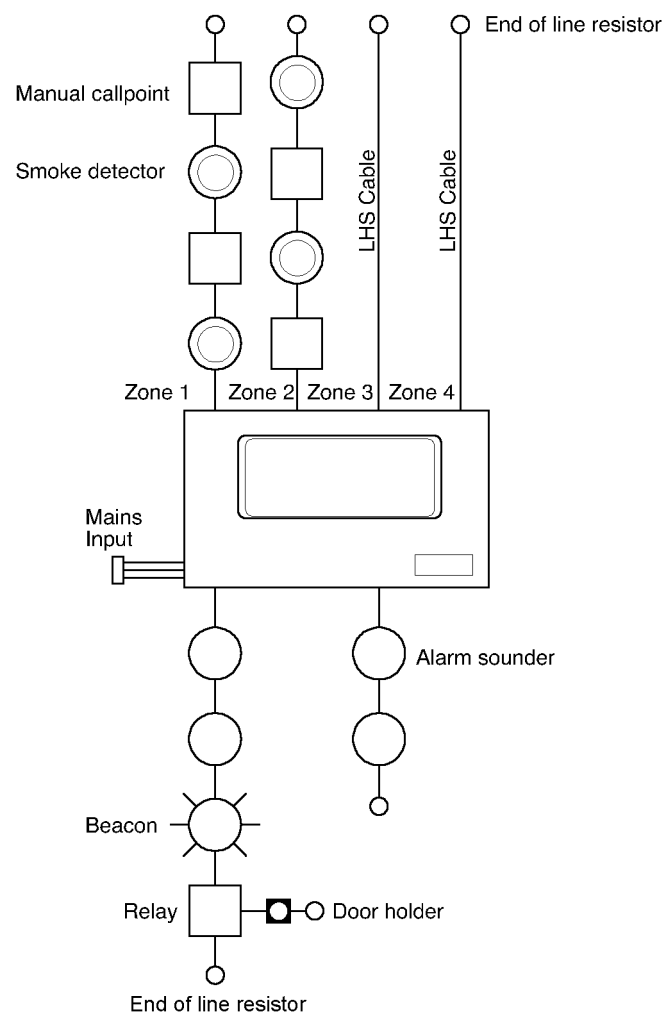 End of line resistor
Manual callpoint
Smoke detector
LHS Cable
LHS Cable
Zone 1
Zone 2
Zone 3
Zone 4
Mains
Input
Alarm sounder
Beacon
Relay
Door holder
End of line resistor